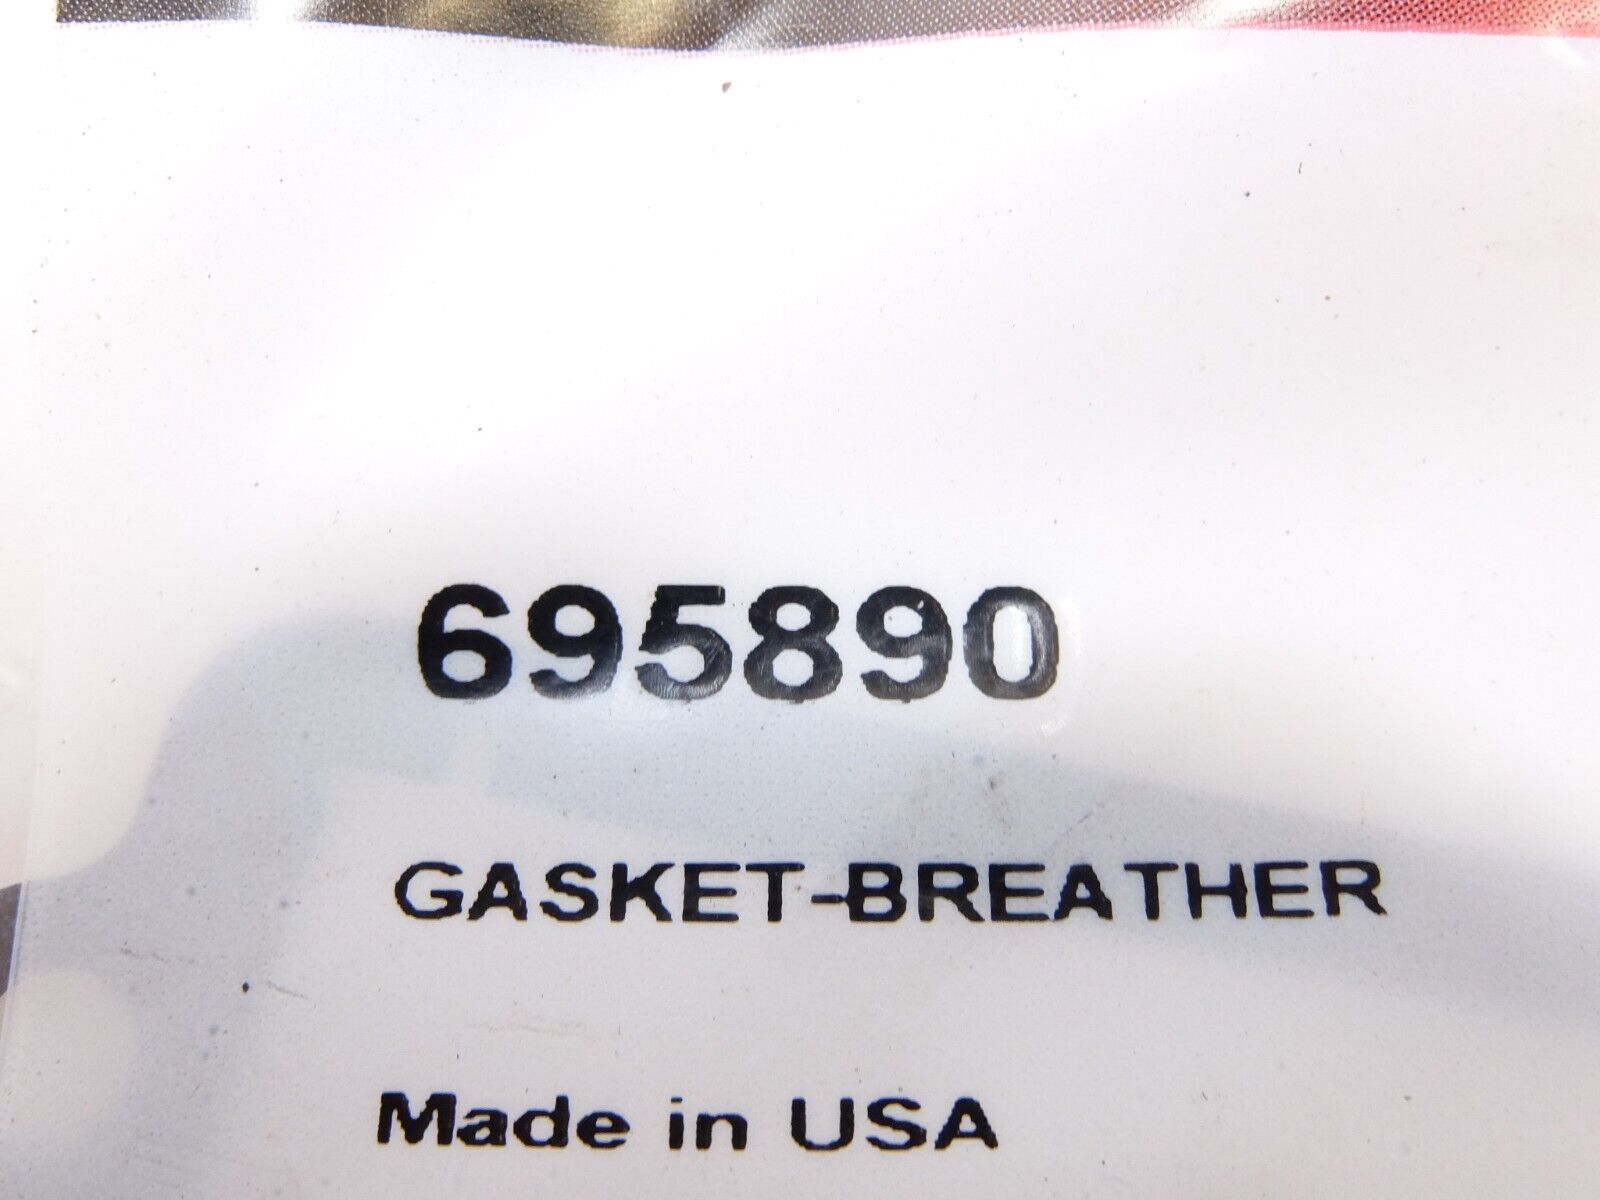 695890
GASKET-BREATHER
Made in USA